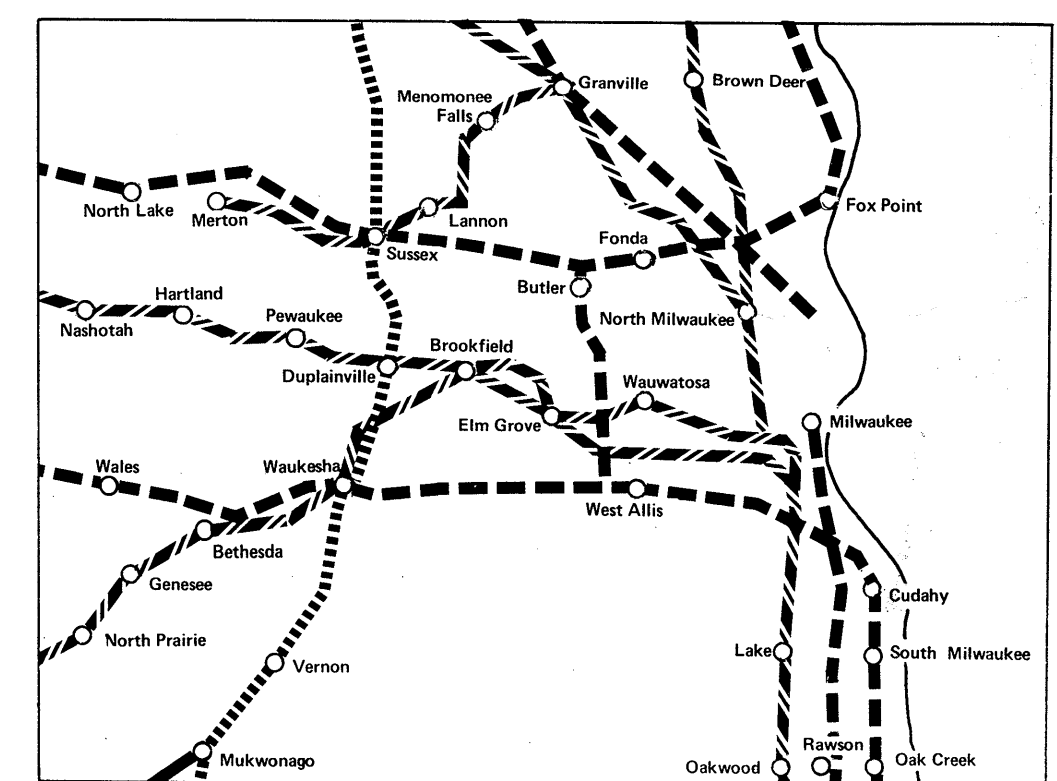 Granville
Brown Deer
Menomonee
Falls
North Lake
Merton
Lannon
Fox Point
Sussex
Fonda
Butler
Hartland
Nashotah
Pewaukee
North Milwaukee
Brookfield
Duplainville
Wauwatosa
Elm Grove
Milwaukee
Wales
Waukesha
West Allis
Bethesda
Genesee
Cudahy
North Prairie
Lake
South Milwaukee
Vernon
Rawson
Mukwonago
Oakwood
Oak Creek